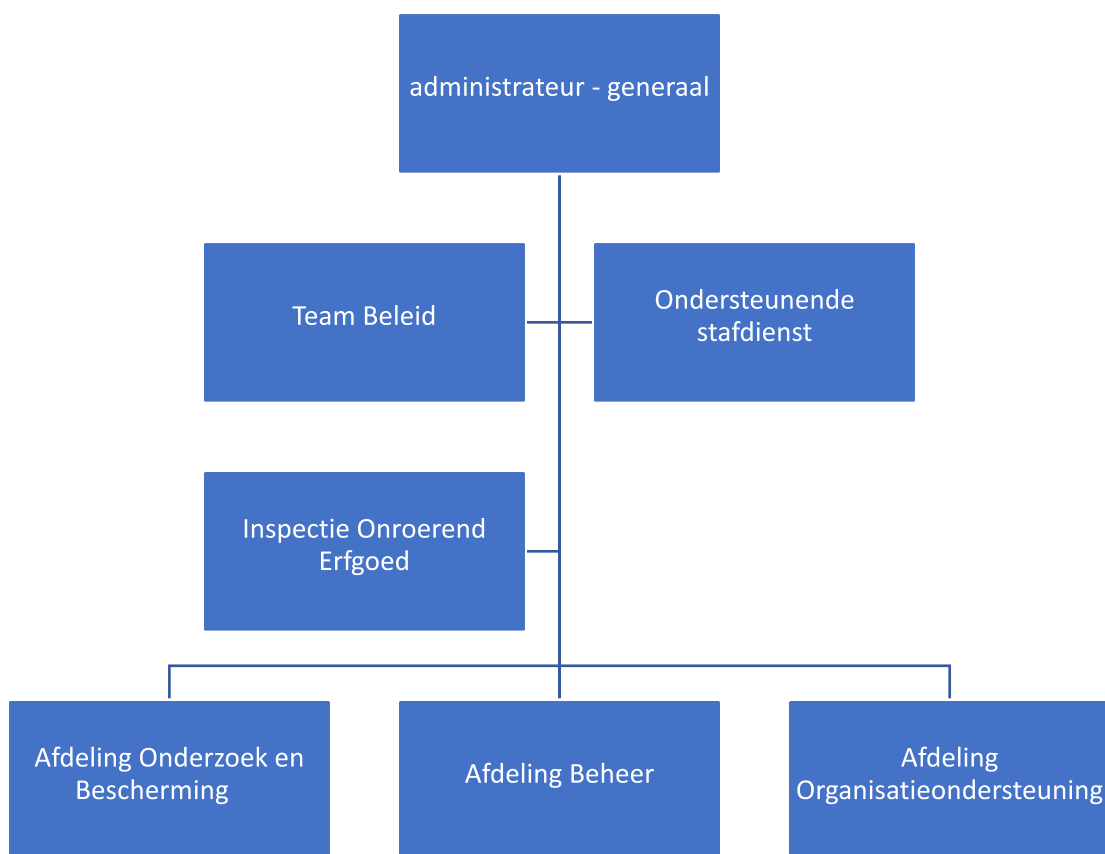 administrateur - generaal
Team Beleid
Ondersteunende
stafdienst
Inspectie Onroerend
Erfgoed
Afdeling Onderzoek en
Bescherming
Afdeling Beheer
Afdeling
Organisatieondersteuning